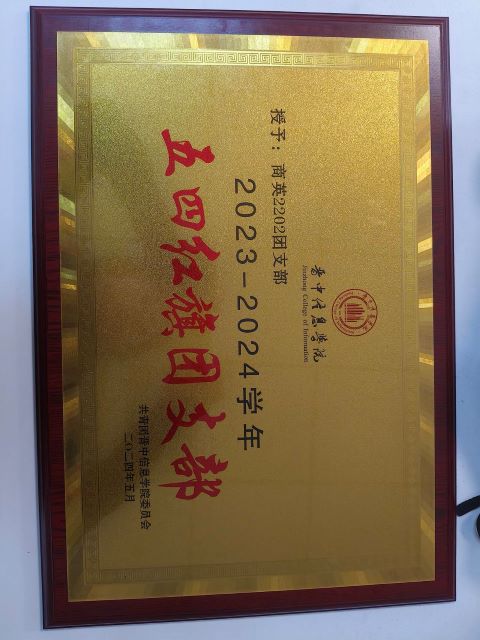 晋中信息学院
Jinzhong College of Information
授予：商英2202团支部
2023-2024学年
五四红旗团支部
共青团晋中信息学院委员会
二〇二四年五月